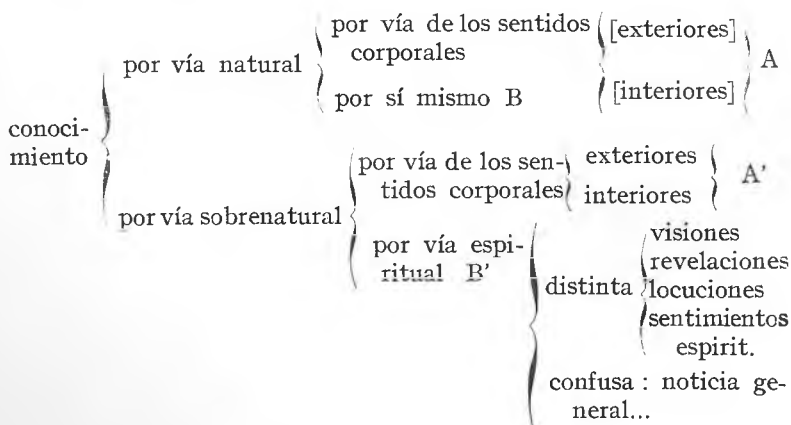 por vía de los sentidos
corporales
[exteriores]
A
por vía natural
por sí mismo B
[interiores]
conoci-
miento
por vía de los sen-
tidos corporales
exteriores
interiores
A'
por vía sobrenatural
por vía espi-
ritual B'
distinta
visiones
revelaciones
locuciones
sentimientos
espirit.
confusa : noticia ge-
neral...